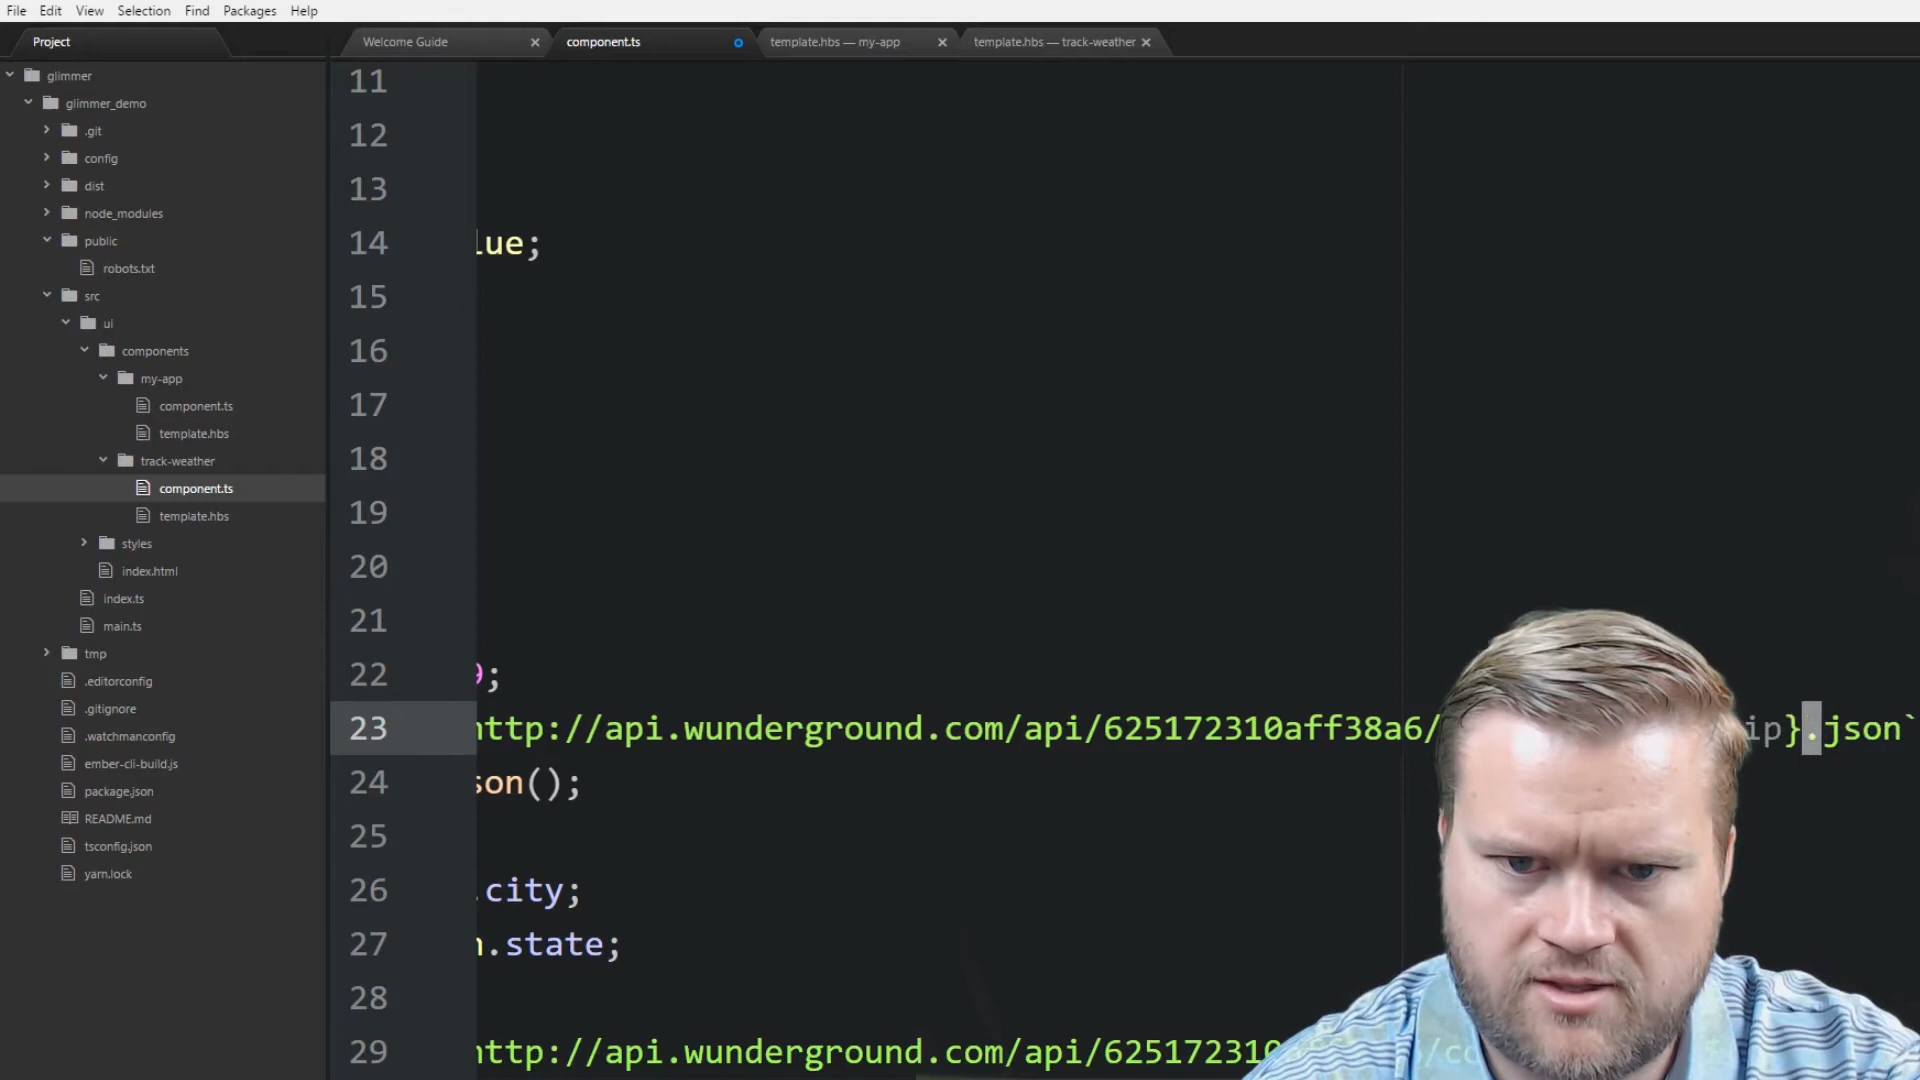 File Edit View Selection Find Packages Help
Project
Welcome Guide
component.ts
template.hbs — my-app
template.hbs — track-weather
glimmer
glimmer_demo
.git
config
dist
node_modules
public
robots.txt
src
ui
components
my-app
component.ts
template.hbs
track-weather
component.ts
template.hbs
styles
index.html
index.ts
main.ts
tmp
.editorconfig
.gitignore
.watchmanconfig
ember-cli-build.js
package.json
README.md
tsconfig.json
yarn.lock
11
12
13
14 lue;
15
16
17
18
19
20
21
22 9;
23 http://api.wunderground.com/api/625172310aff38a6/ ip}.json`
24 son();
25
26 .city;
27 n.state;
28
29 http://api.wunderground.com/api/625172310